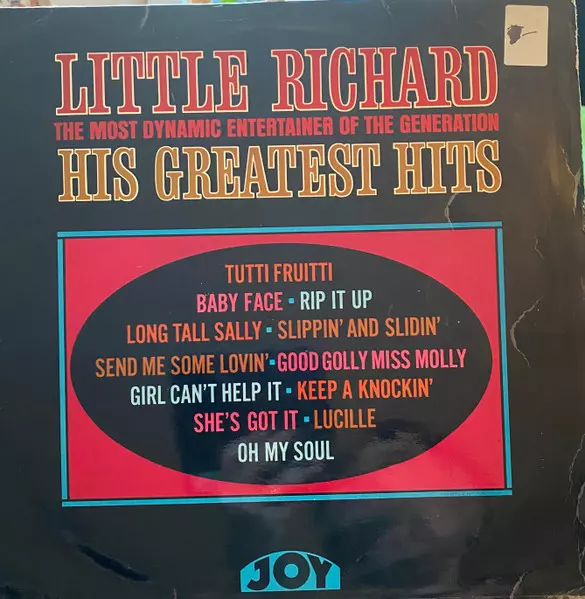 LITTLE RICHARD
THE MOST DYNAMIC ENTERTAINER OF THE GENERATION
HIS GREATEST HITS
TUTTI FRUITTI
BABY FACE ▪ RIP IT UP
LONG TALL SALLY ▪ SLIPPIN' AND SLIDIN'
SEND ME SOME LOVIN' ▪ GOOD GOLLY MISS MOLLY
GIRL CAN'T HELP IT ▪ KEEP A KNOCKIN'
SHE'S GOT IT ▪ LUCILLE
OH MY SOUL
JOY